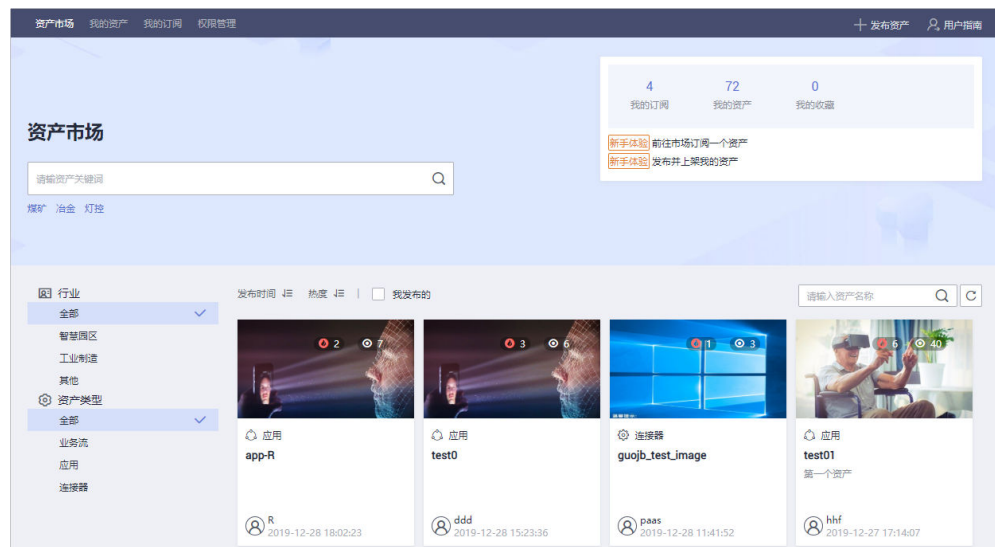 资产市场 我的资产 我的订阅 权限管理 发布资产 用户指南
4 72 0
我的订阅 我的资产 我的收藏
资产市场
新手体验 前往市场订阅一个资产
新手体验 发布并上架我的资产
请输资产关键词
煤矿 冶金 灯控
行业
全部
智慧园区
工业制造
其他
资产类型
全部
业务流
应用
连接器
发布时间 热度 我发布的 请输入资产名称
2 7
应用
app-R
R
2019-12-28 18:02:23
3 6
应用
test0
ddd
2019-12-28 15:23:36
1 3
连接器
guojb_test_image
paas
2019-12-28 11:41:52
6 40
应用
test01
第一个资产
hhf
2019-12-27 17:14:07